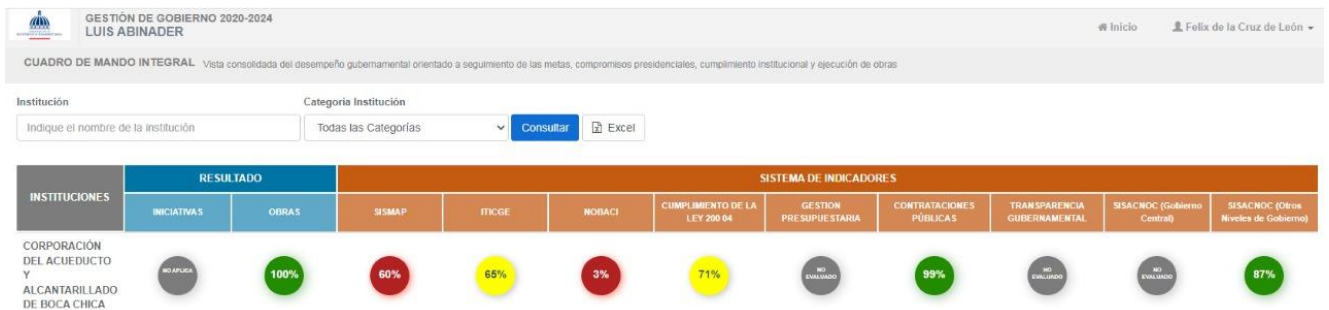 GESTIÓN DE GOBIERNO 2020-2024
LUIS ABINADER
Inicio
Felix de la Cruz de León
CUADRO DE MANDO INTEGRAL Vista consolidada del desempeño gubernamental orientado a seguimiento de las metas, compromisos presidenciales, cumplimiento institucional y ejecución de obras
Institución
Categoria Institución
Indique el nombre de la institución
Todas las Categorías
Consultar
Excel
INSTITUCIONES
RESULTADO
SISTEMA DE INDICADORES
INICIATIVAS
OBRAS
SISMAP
ITICGE
NOBACI
CUMPLIMIENTO DE LA
LEY 200 04
GESTION
PRESUPUESTARIA
CONTRATACIONES
PÚBLICAS
TRANSPARENCIA
GUBERNAMENTAL
SISACNOC (Gobierno
Central)
SISACNOC (Otros
Niveles de Gobierno)
CORPORACIÓN
DEL ACUEDUCTO
Y
ALCANTARILLADO
DE BOCA CHICA
NO APLICA
100%
60%
65%
3%
71%
NO
EVALUADO
99%
NO
EVALUADO
NO
EVALUADO
87%